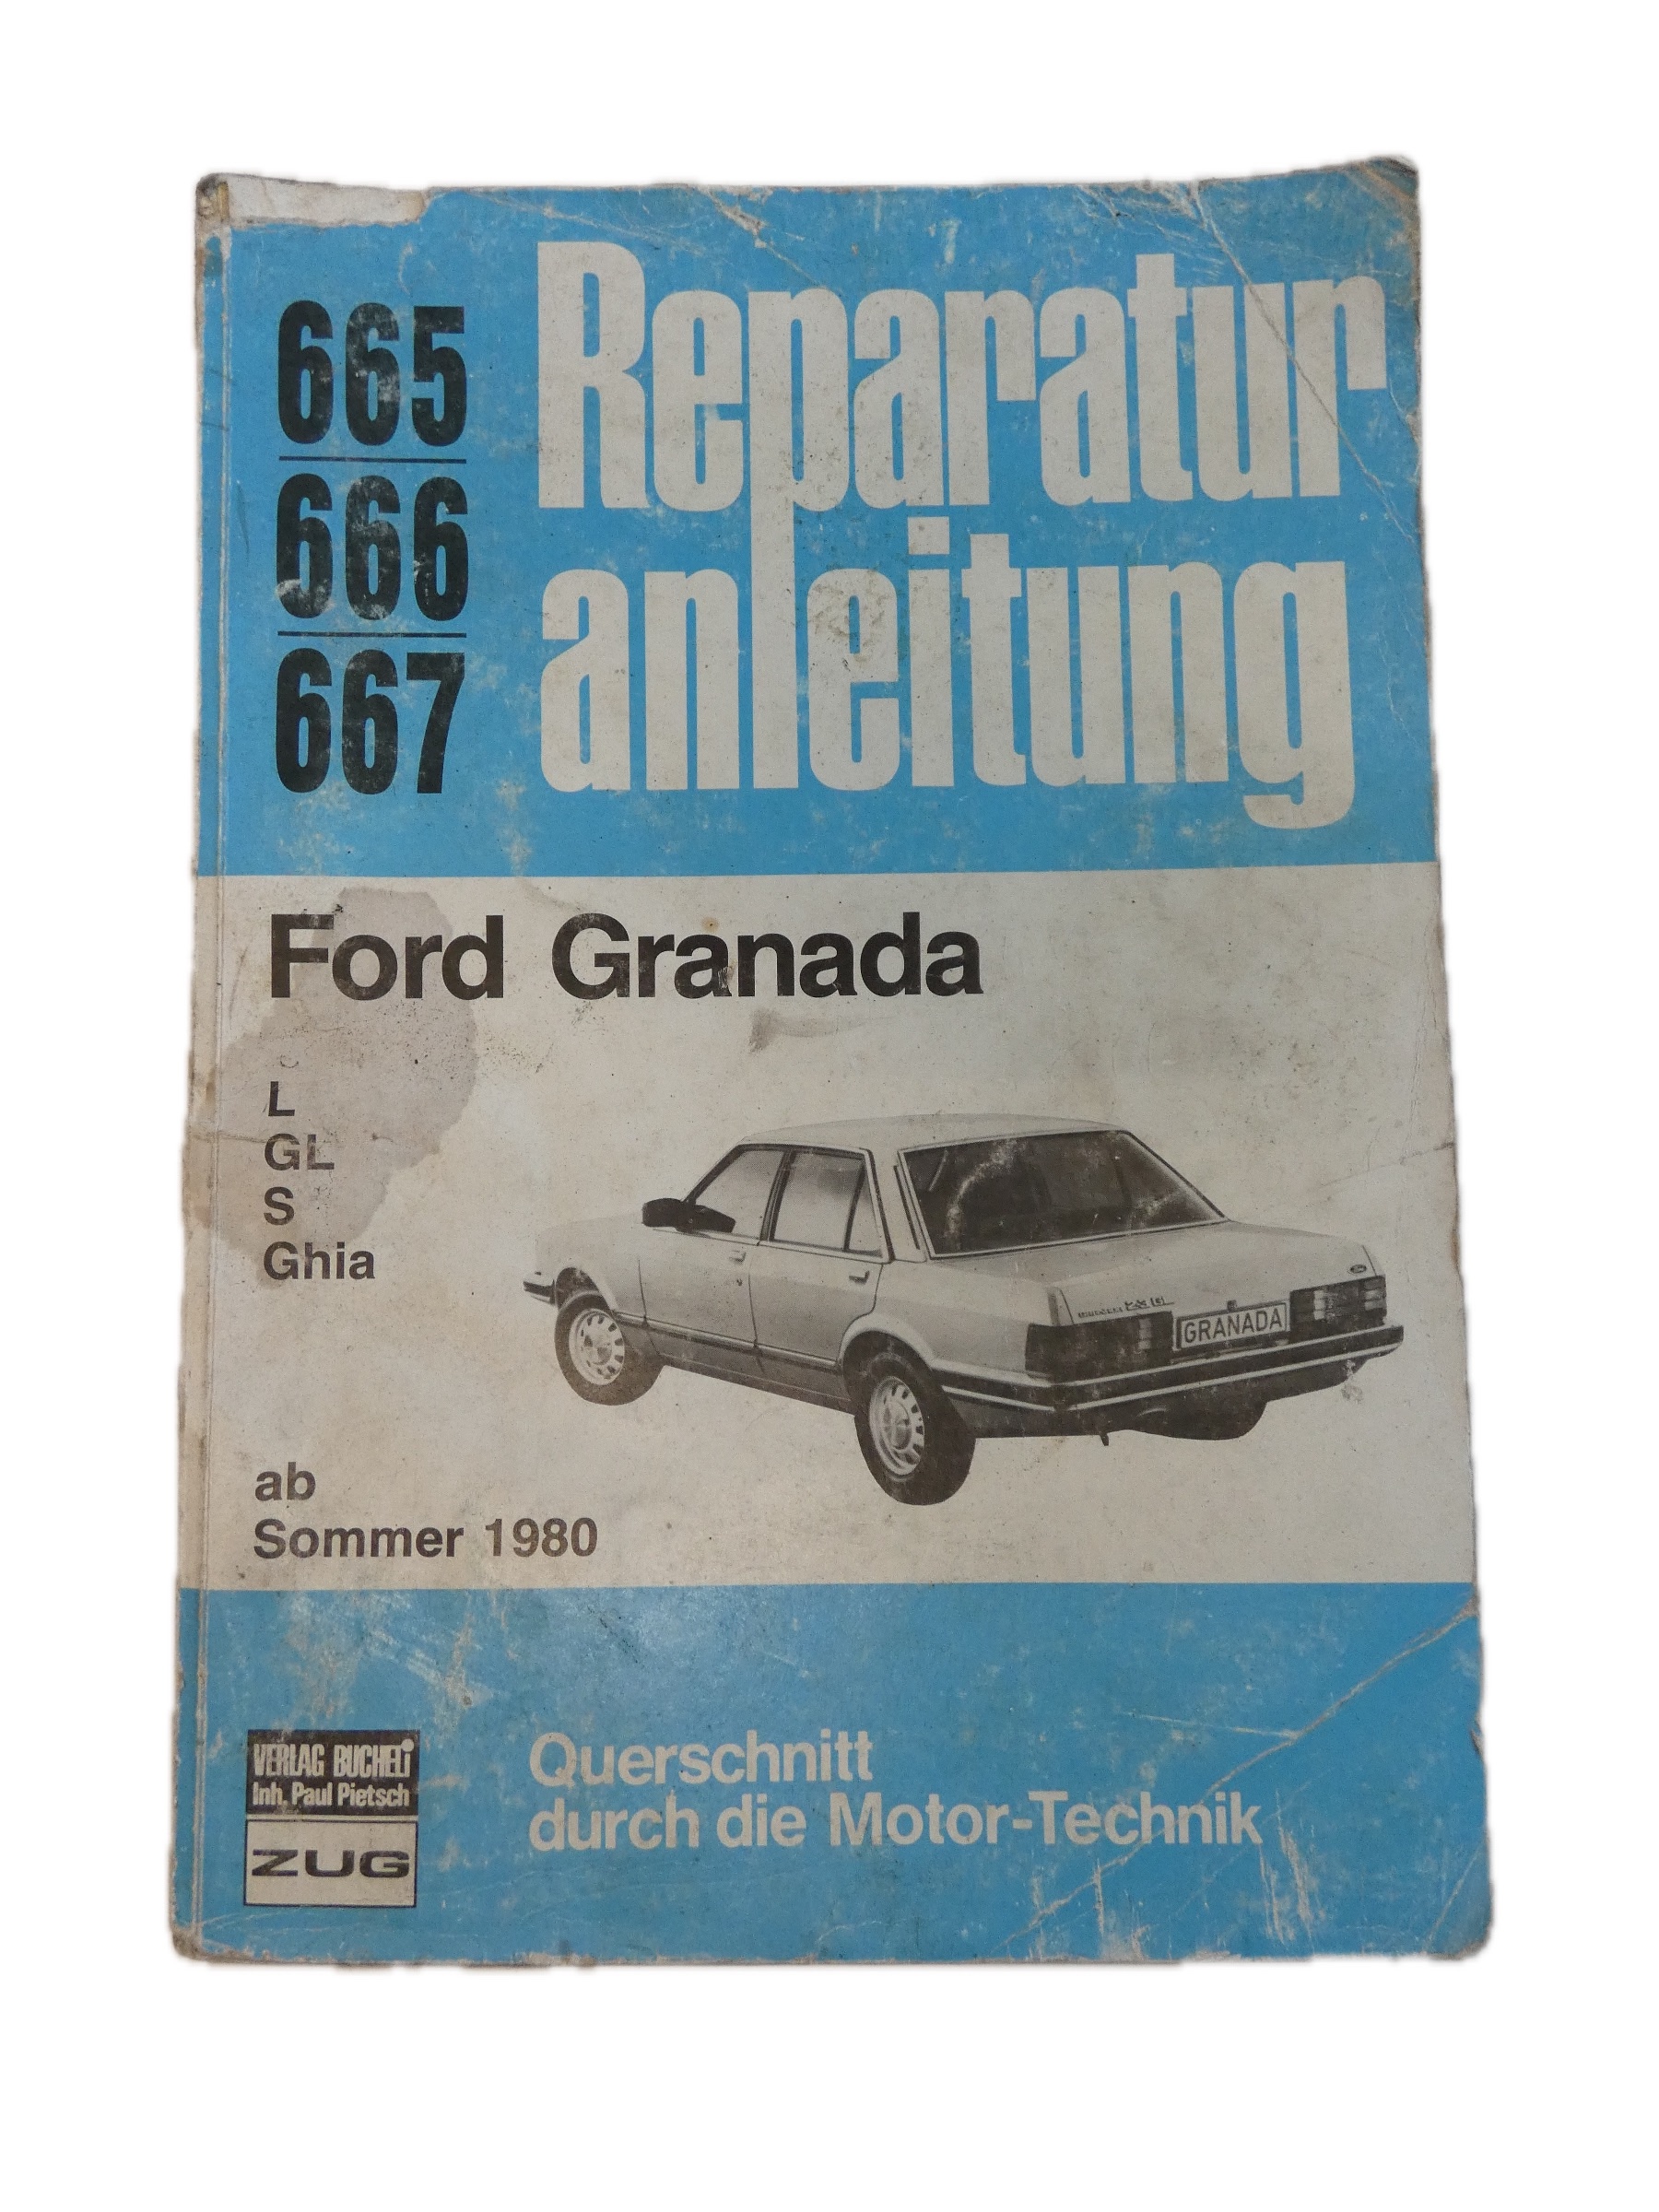 665
666
667
Reparatur
anleitung
Ford Granada
L
GL
S
Ghia
GRANADA
ab
Sommer 1980
VERLAG BUCHELI
Inh. Paul Pietsch
ZUG
Querschnitt
durch die Motor-Technik